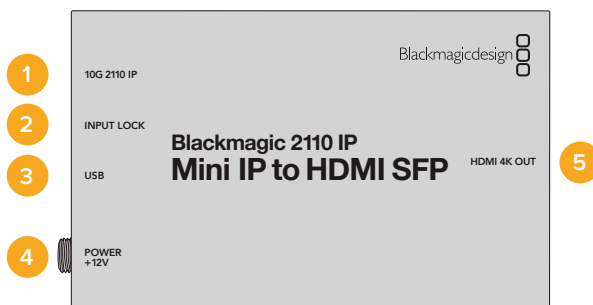 Blackmagicdesign
1
10G 2110 IP
2
INPUT LOCK
Blackmagic 2110 IP
Mini IP to HDMI SFP
3
USB
HDMI 4K OUT
5
4
POWER
+12V